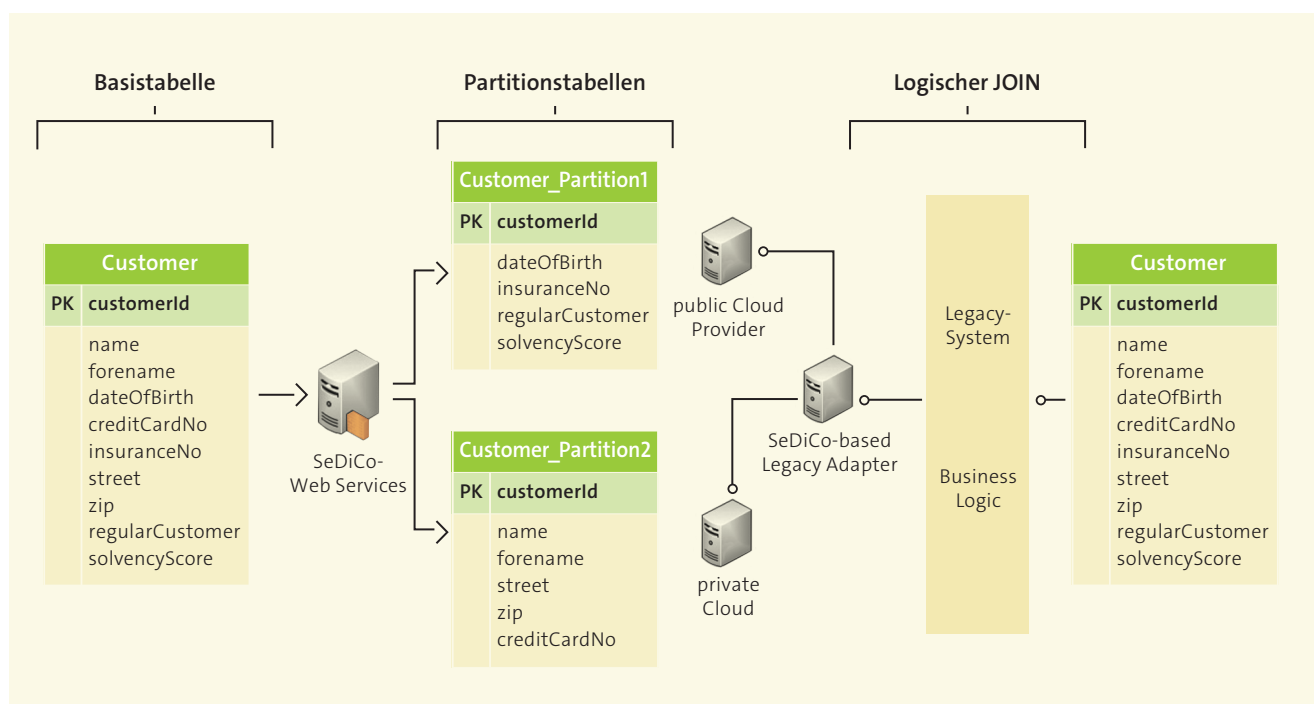 Basistabelle
Partitionstabellen
Logischer JOIN
Customer
PK customerId
name
forename
dateOfBirth
creditCardNo
insuranceNo
street
zip
regularCustomer
solvencyScore
SeDiCo-
Web Services
Customer_Partition1
PK customerId
dateOfBirth
insuranceNo
regularCustomer
solvencyScore
Customer_Partition2
PK customerId
name
forename
street
zip
creditCardNo
public Cloud
Provider
private
Cloud
SeDiCo-based
Legacy Adapter
Legacy-
System
Business
Logic
Customer
PK customerId
name
forename
dateOfBirth
creditCardNo
insuranceNo
street
zip
regularCustomer
solvencyScore